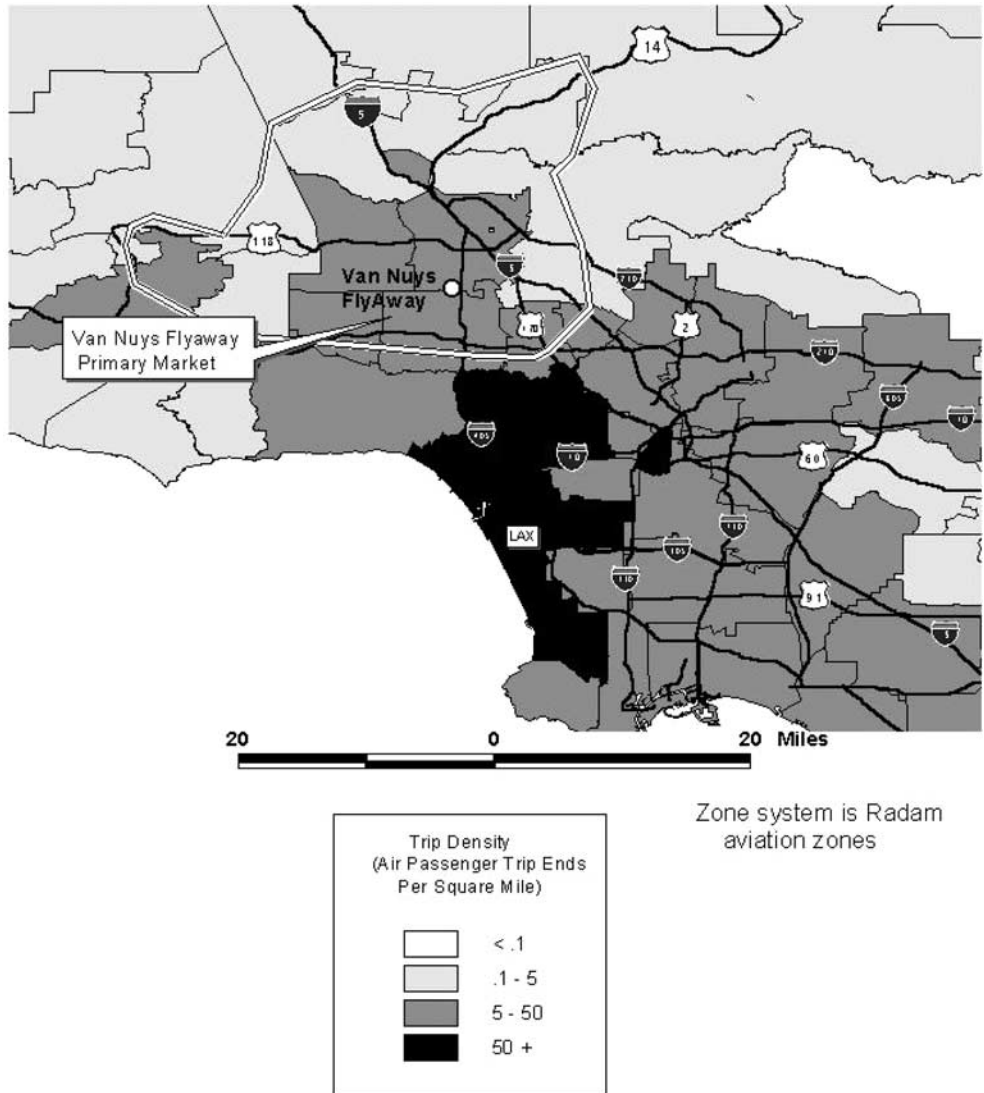 14
5
118
Van Nuys
FlyAway
5
210
170
2
Van Nuys Flyaway
Primary Market
210
605
405
10
10
60
LAX
110
105
110
91
5
20
0
20 Miles
Zone system is Radam
aviation zones
Trip Density
(Air Passenger Trip Ends
Per Square Mile)
< .1
.1 - 5
5 - 50
50 +